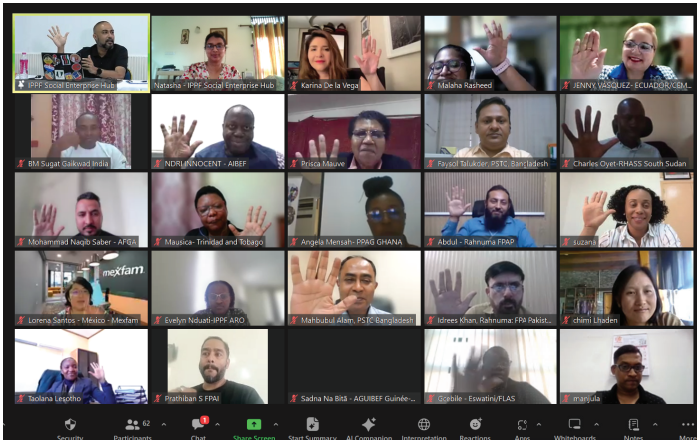 IPPF Social Enterprise Hub
Natasha - IPPF Social Enterprise Hub
Karina De la Vega
Malaha Rasheed
JENNY VASQUEZ- ECUADOR/CEM...
BM Sugat Gaikwad India
NDRI INNOCENT - AIBEF
Prisca Mauve
Faysol Talukder, PSTC, Bangladesh
Charles Oyet-RHASS South Sudan
Mohammad Naqib Saber - AFGA
Mausica- Trinidad and Tobago
Angela Mensah- PPAG GHANA
Abdul - Rahnuma FPAP
suzana
mexfam
Lorena Santos - México - Mexfam
Evelyn Nduati-IPPF ARO
Mahbubul Alam, PSTC Bangladesh
Idrees Khan, Rahnuma: FPA Pakist...
chimi Lhaden
Taolana Lesotho
Prathiban S FPAI
Sadna Na Bitã - AGUIBEF Guinée-...
Gcebile - Eswatini/FLAS
manjula
Security
Participants
62
Chat
1
Share Screen
Start Summary
AI Companion
Interpretation
Reactions
Apps
Whiteboards
Notes
More